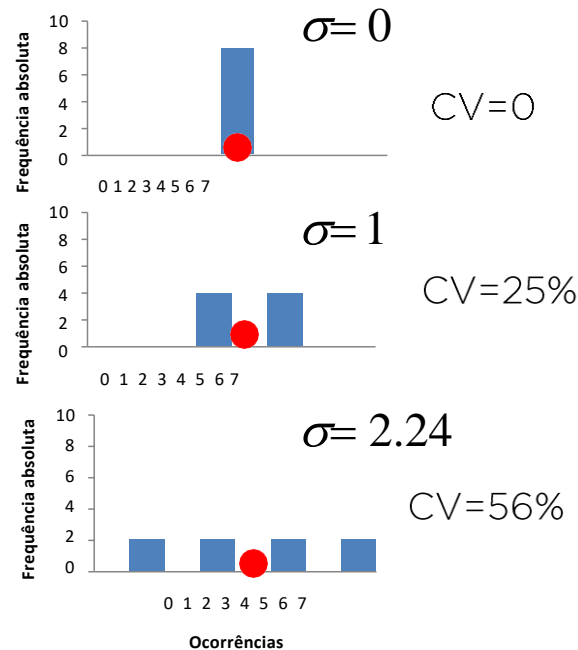 Frequência absoluta
10
8
6
4
2
0
σ= 0
CV=0
0 1 2 3 4 5 6 7
Frequência absoluta
10
8
6
4
2
0
σ= 1
CV=25%
0 1 2 3 4 5 6 7
Frequência absoluta
10
8
6
4
2
0
σ= 2.24
CV=56%
0 1 2 3 4 5 6 7
Ocorrências